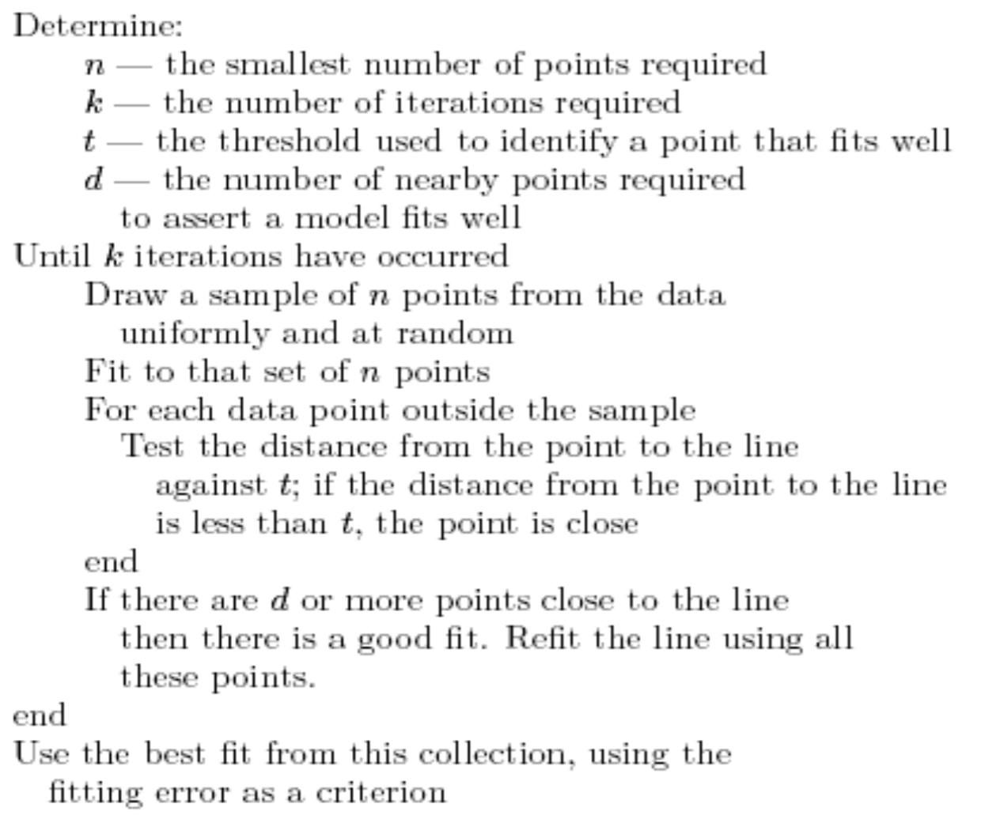 Determine:
n — the smallest number of points required
k — the number of iterations required
t — the threshold used to identify a point that fits well
d — the number of nearby points required
to assert a model fits well
Until k iterations have occurred
Draw a sample of n points from the data
uniformly and at random
Fit to that set of n points
For each data point outside the sample
Test the distance from the point to the line
against t; if the distance from the point to the line
is less than t, the point is close
end
If there are d or more points close to the line
then there is a good fit. Refit the line using all
these points.
end
Use the best fit from this collection, using the
fitting error as a criterion